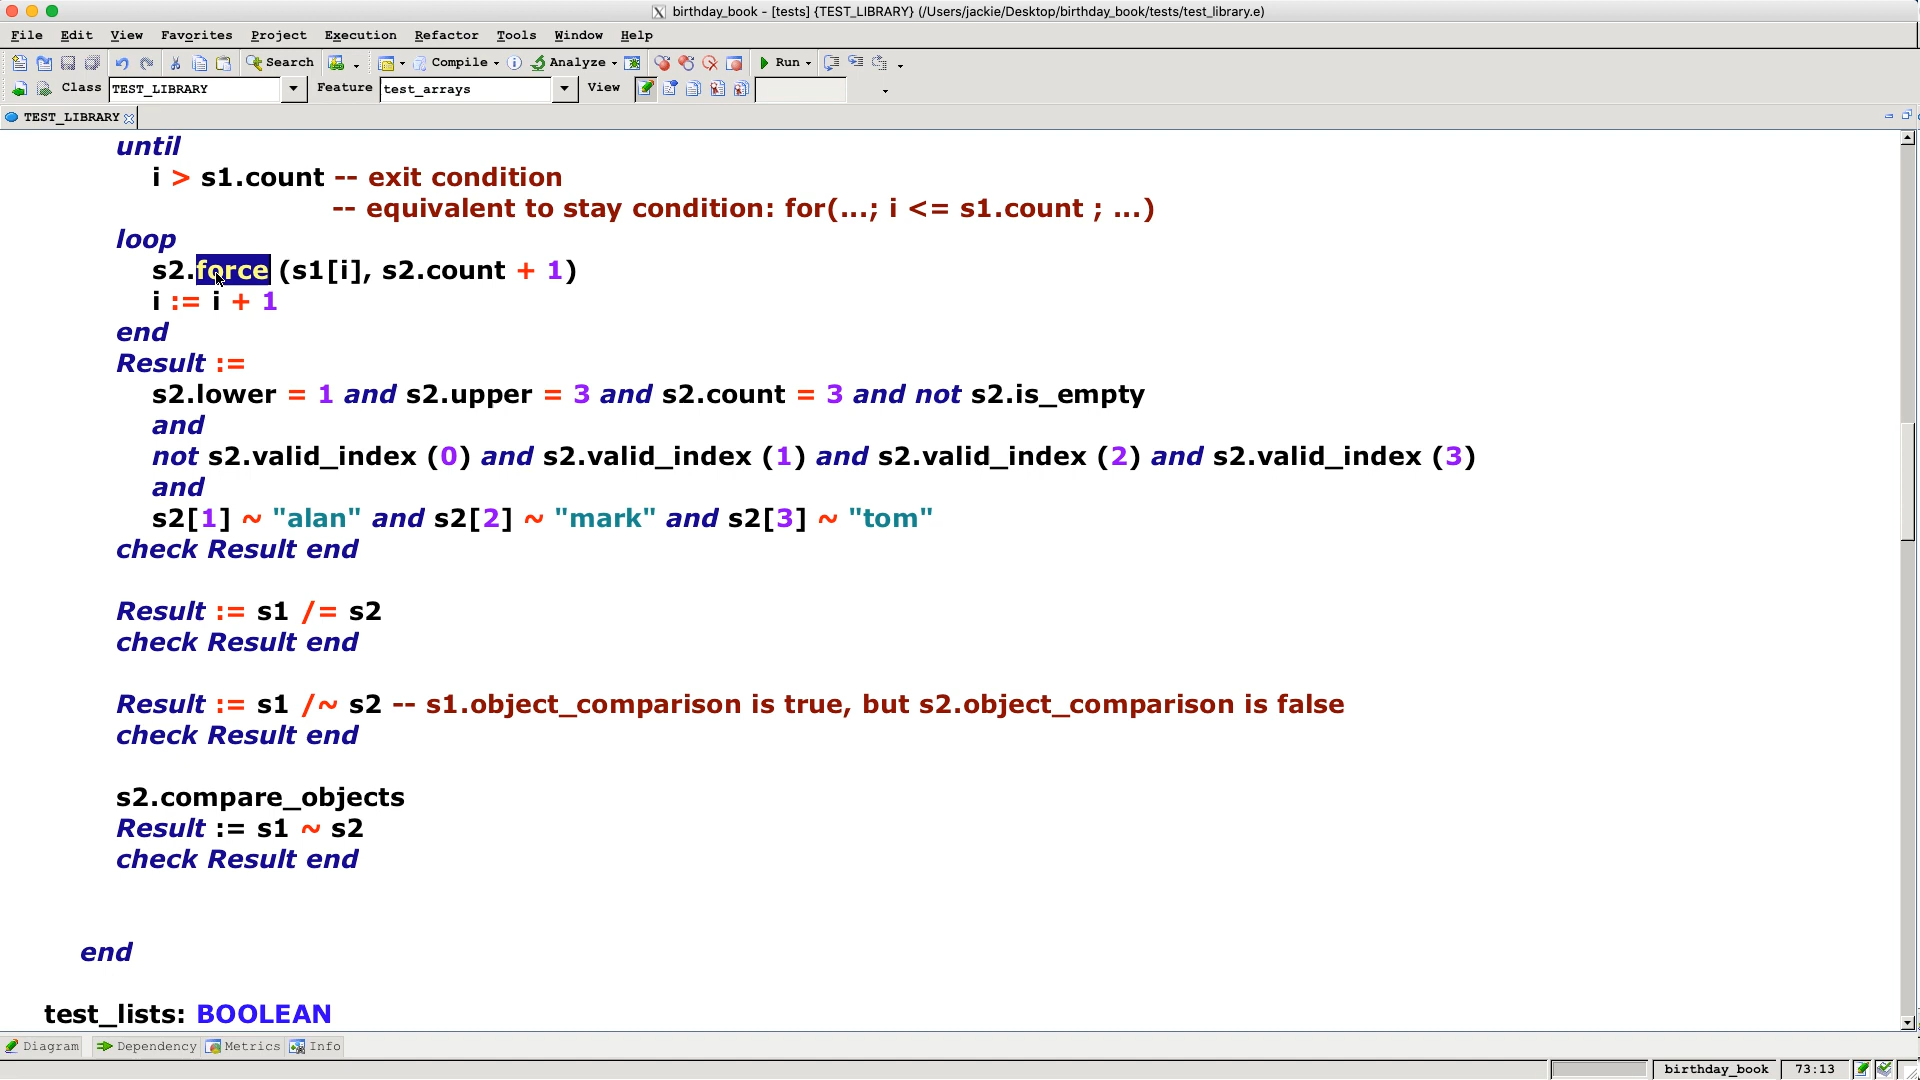 birthday_book - [tests] {TEST_LIBRARY} (/Users/jackie/Desktop/birthday_book/tests/test_library.e)
File Edit View Favorites Project Execution Refactor Tools Window Help
Search Compile Analyze Run
Class TEST_LIBRARY Feature test_arrays View
TEST_LIBRARY
until
i > s1.count -- exit condition
-- equivalent to stay condition: for(...; i <= s1.count ; ...)
loop
s2.force (s1[i], s2.count + 1)
i := i + 1
end
Result :=
s2.lower = 1 and s2.upper = 3 and s2.count = 3 and not s2.is_empty
and
not s2.valid_index (0) and s2.valid_index (1) and s2.valid_index (2) and s2.valid_index (3)
and
s2[1] ~ "alan" and s2[2] ~ "mark" and s2[3] ~ "tom"
check Result end
Result := s1 /= s2
check Result end
Result := s1 /~ s2 -- s1.object_comparison is true, but s2.object_comparison is false
check Result end
s2.compare_objects
Result := s1 ~ s2
check Result end
end
test_lists: BOOLEAN
Diagram Dependency Metrics Info
birthday_book 73:13